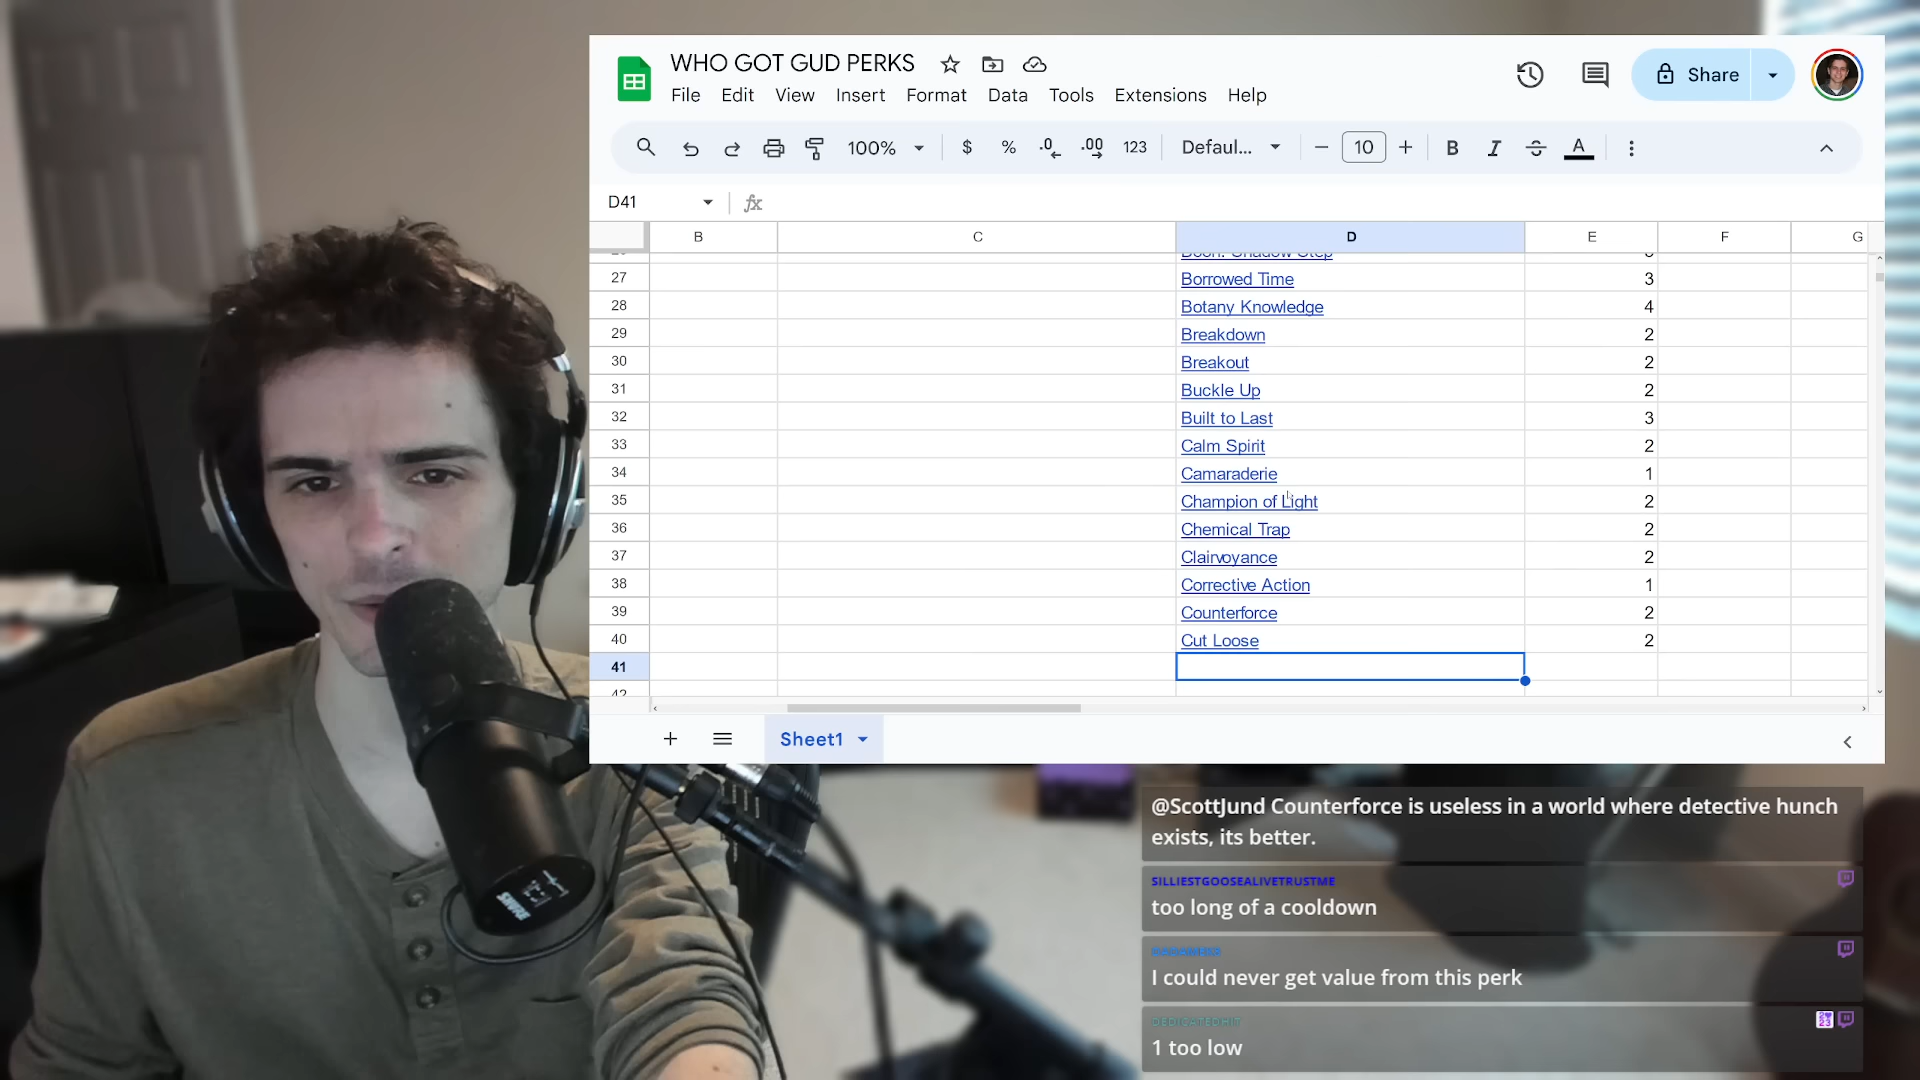 WHO GOT GUD PERKS
File Edit View Insert Format Data Tools Extensions Help
Share
100% $ % .0 .00 123 Defaul... 10 B I S A
D41 fx
B C D E F G
27 Borrowed Time 3
28 Botany Knowledge 4
29 Breakdown 2
30 Breakout 2
31 Buckle Up 2
32 Built to Last 3
33 Calm Spirit 2
34 Camaraderie 1
35 Champion of Light 2
36 Chemical Trap 2
37 Clairvoyance 2
38 Corrective Action 1
39 Counterforce 2
40 Cut Loose 2
41
42
Sheet1
SHURE
@ScottJund Counterforce is useless in a world where detective hunch
exists, its better.
SILLIESTGOOSEALIVETRUSTME
too long of a cooldown
I could never get value from this perk
DEDICATEDHIT
1 too low